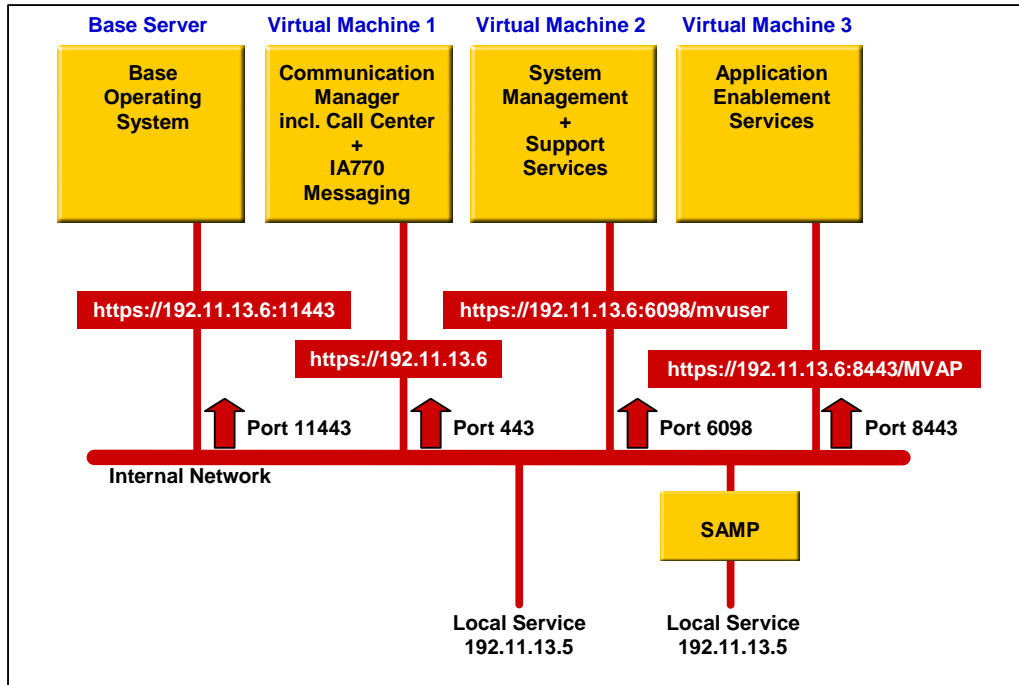 Base Server
Virtual Machine 1
Virtual Machine 2
Virtual Machine 3
Base
Operating
System
Communication
Manager
incl. Call Center
+
IA770
Messaging
System
Management
+
Support
Services
Application
Enablement
Services
https://192.11.13.6:11443
https://192.11.13.6:6098/mvuser
https://192.11.13.6
https://192.11.13.6:8443/MVAP
Port 11443
Port 443
Port 6098
Port 8443
Internal Network
SAMP
Local Service
192.11.13.5
Local Service
192.11.13.5